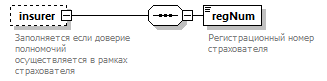 insurer
regNum
Заполняется если доверие
полномочий
осуществляется в рамках
страхователя
Регистрационный номер
страхователя